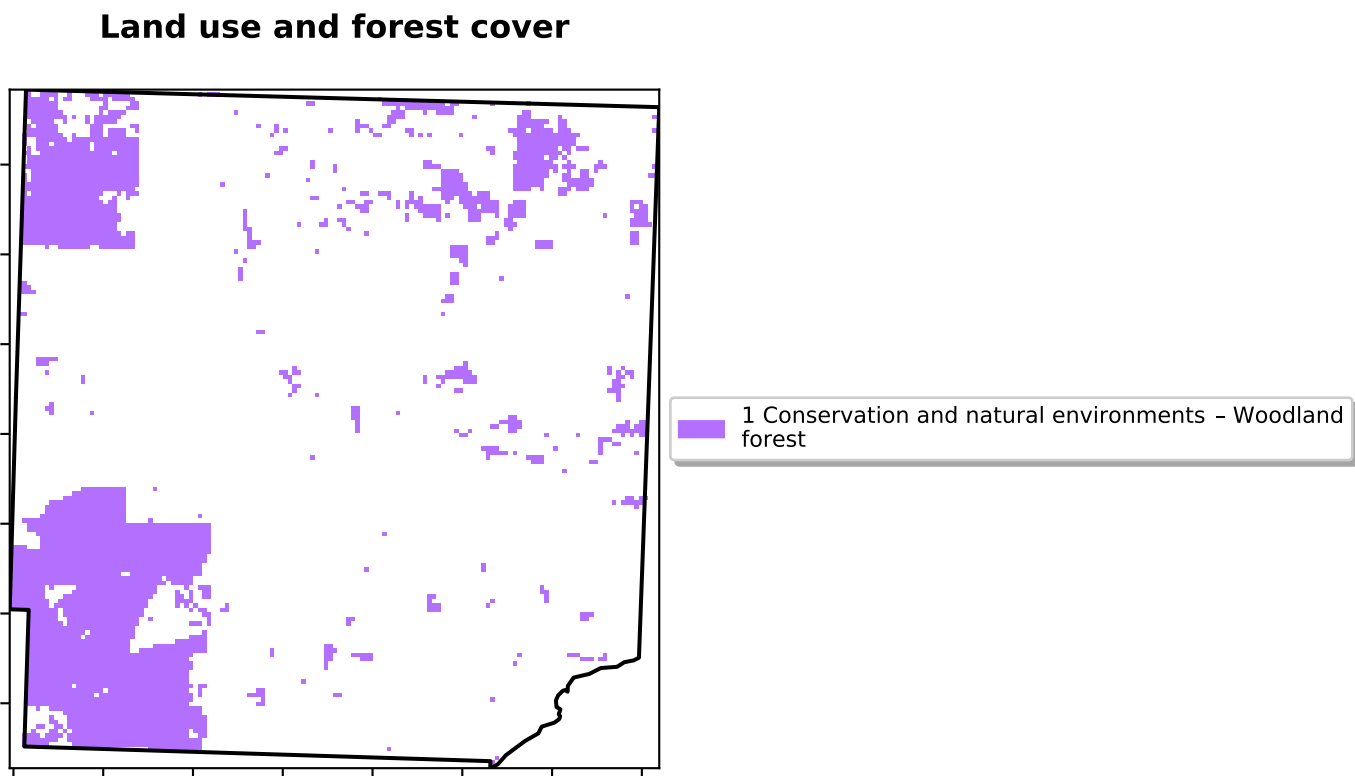 Land use and forest cover
1 Conservation and natural environments – Woodland
forest